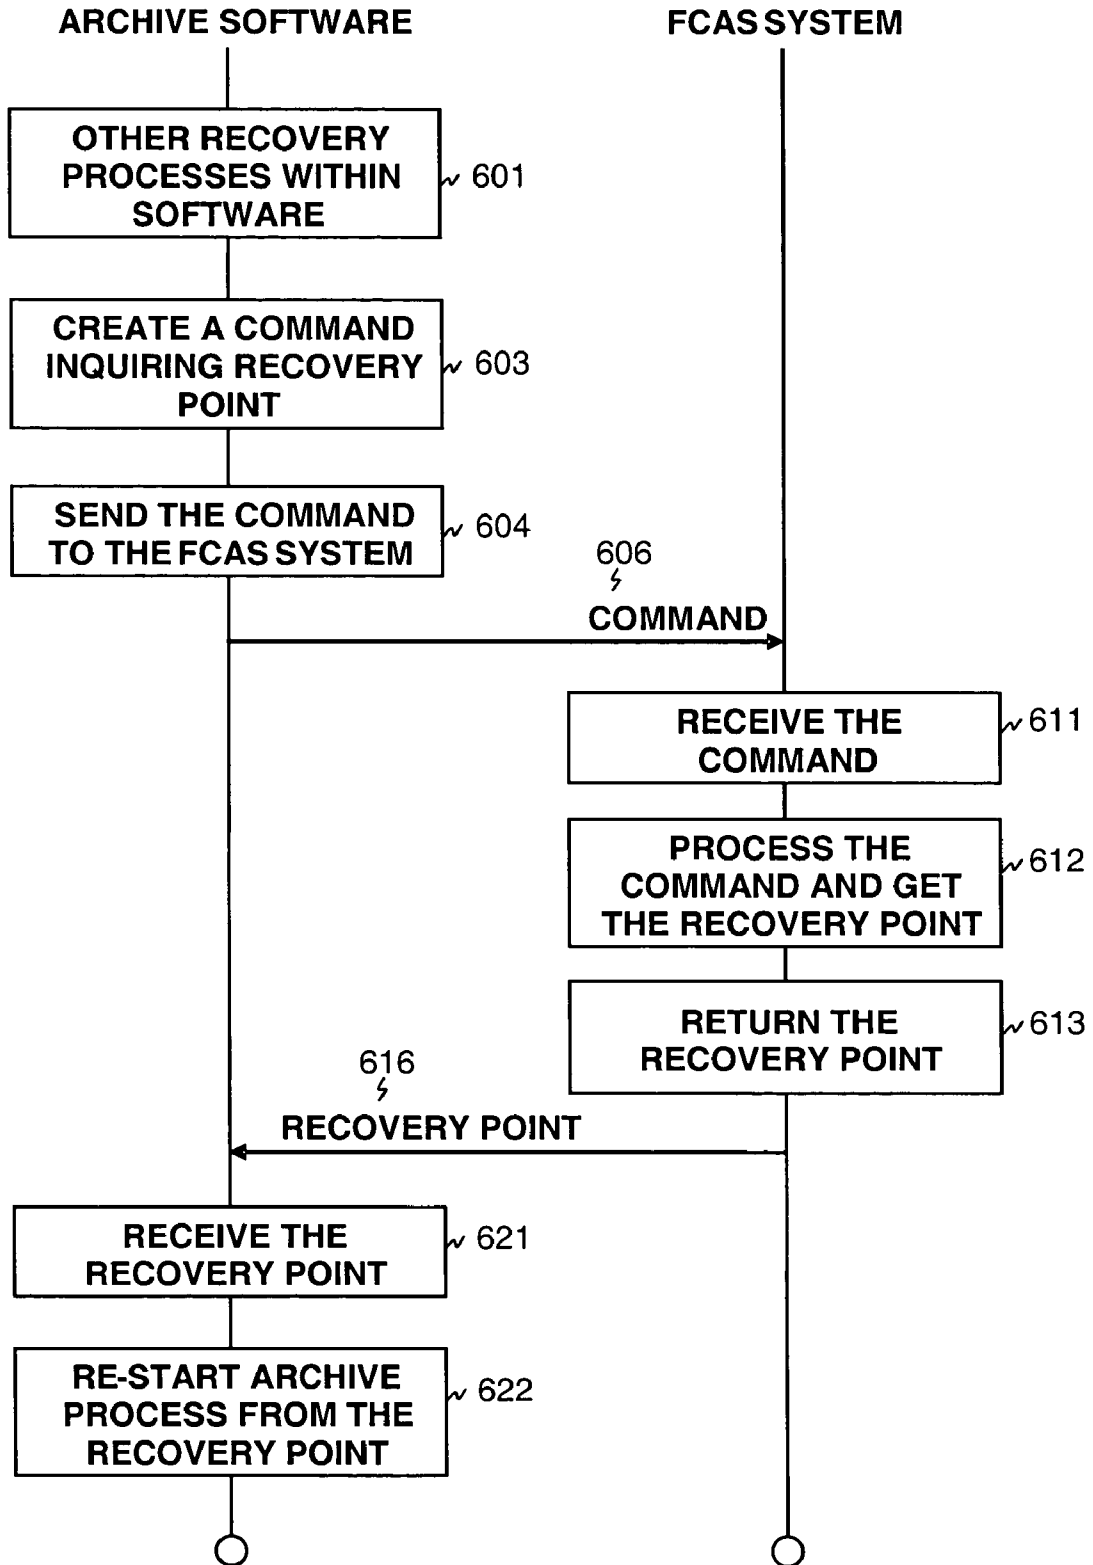 ARCHIVE SOFTWARE
FCAS SYSTEM
OTHER RECOVERY
PROCESSES WITHIN
SOFTWARE
601
CREATE A COMMAND
INQUIRING RECOVERY
POINT
603
SEND THE COMMAND
TO THE FCAS SYSTEM
604
606
COMMAND
RECEIVE THE
COMMAND
611
PROCESS THE
COMMAND AND GET
THE RECOVERY POINT
612
RETURN THE
RECOVERY POINT
613
616
RECOVERY POINT
RECEIVE THE
RECOVERY POINT
621
RE-START ARCHIVE
PROCESS FROM THE
RECOVERY POINT
622